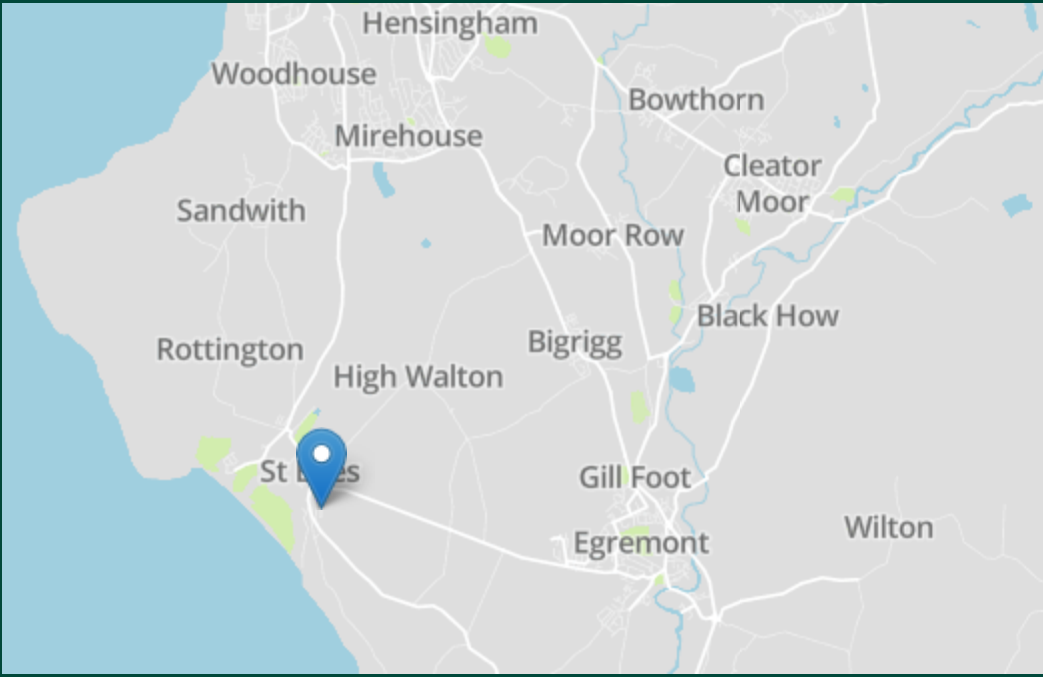 Hensingham
Woodhouse
Bowthorn
Mirehouse
Cleator
Moor
Sandwith
Moor Row
Black How
Bigrigg
Rottington
High Walton
St
Gill Foot
Wilton
Egremont